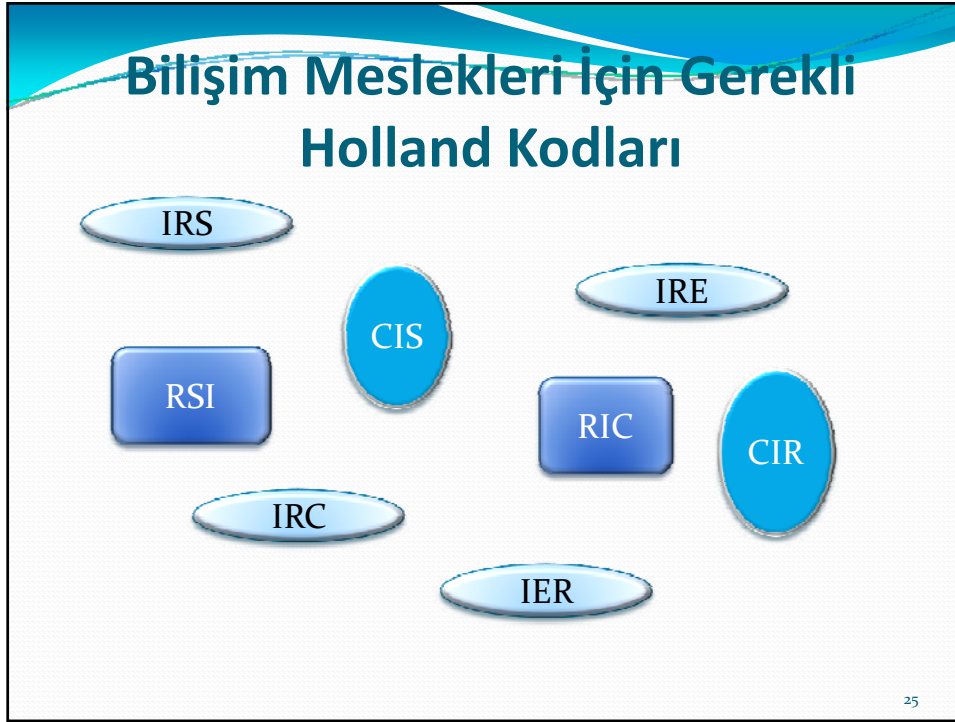 Bilişim Meslekleri İçin Gerekli
Holland Kodları
IRS
IRE
CIS
RSI
RIC
CIR
IRC
IER
25